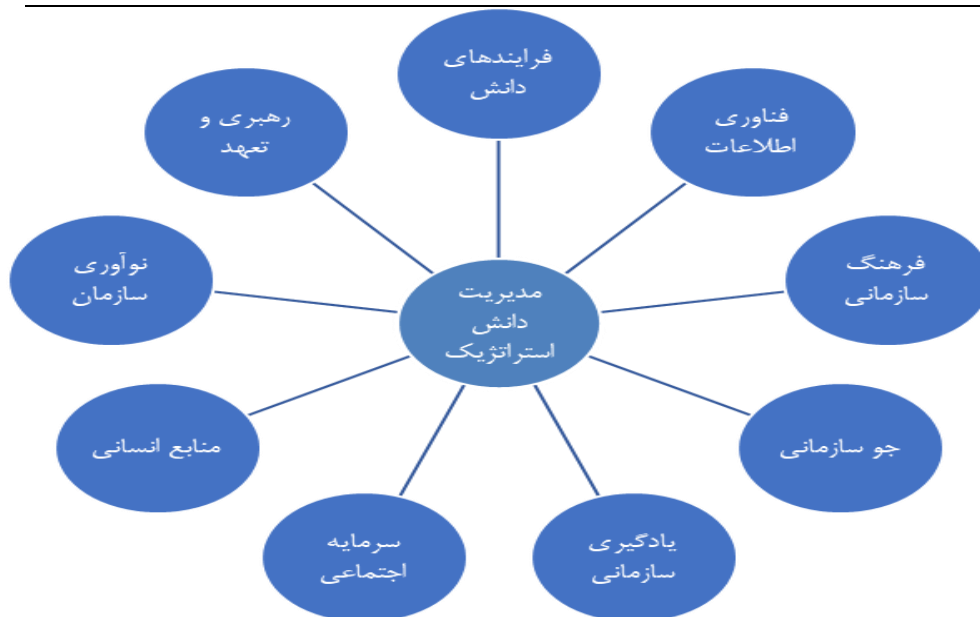 فرایندهای
دانش
فناوری
اطلاعات
فرهنگ
سازمانی
جو سازمانی
یادگیری
سازمانی
سرمایه
اجتماعی
منابع انسانی
نوآوری
سازمان
رهبری و
تعهد
مدیریت
دانش
استراتژیک